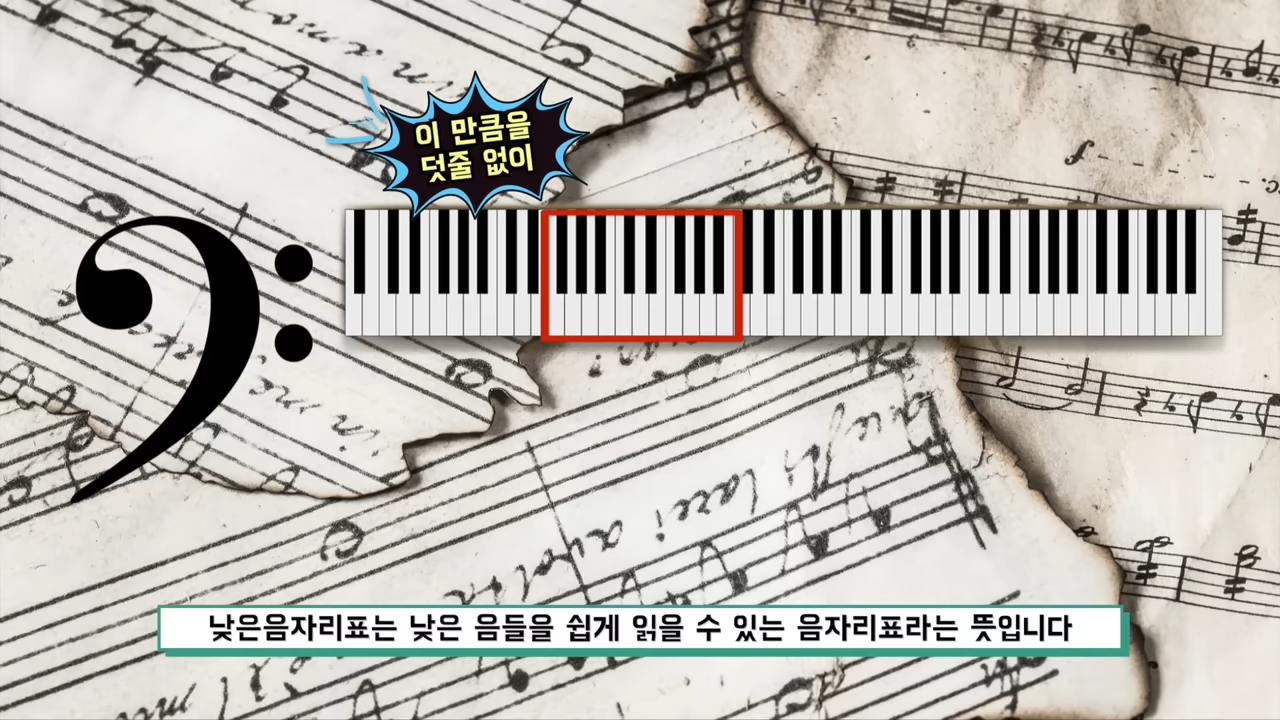 이 만큼을
덧줄 없이
낮은음자리표는 낮은 음들을 쉽게 읽을 수 있는 음자리표라는 뜻입니다